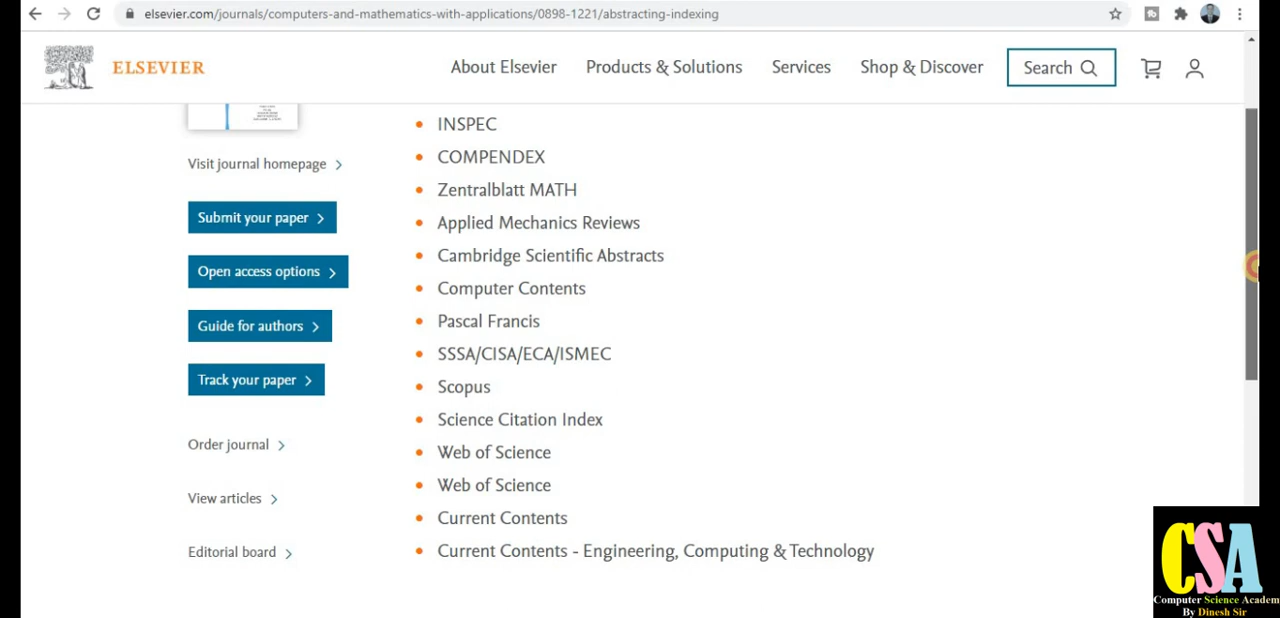 elsevier.com/journals/computers-and-mathematics-with-applications/0898-1221/abstracting-indexing
ELSEVIER
About Elsevier
Products & Solutions
Services
Shop & Discover
Search
Visit journal homepage
Submit your paper
Open access options
Guide for authors
Track your paper
Order journal
View articles
Editorial board
INSPEC
COMPENDEX
Zentralblatt MATH
Applied Mechanics Reviews
Cambridge Scientific Abstracts
Computer Contents
Pascal Francis
SSSA/CISA/ECA/ISMEC
Scopus
Science Citation Index
Web of Science
Web of Science
Current Contents
Current Contents - Engineering, Computing & Technology
CSA
Computer Science Academ
By Dinesh Sir